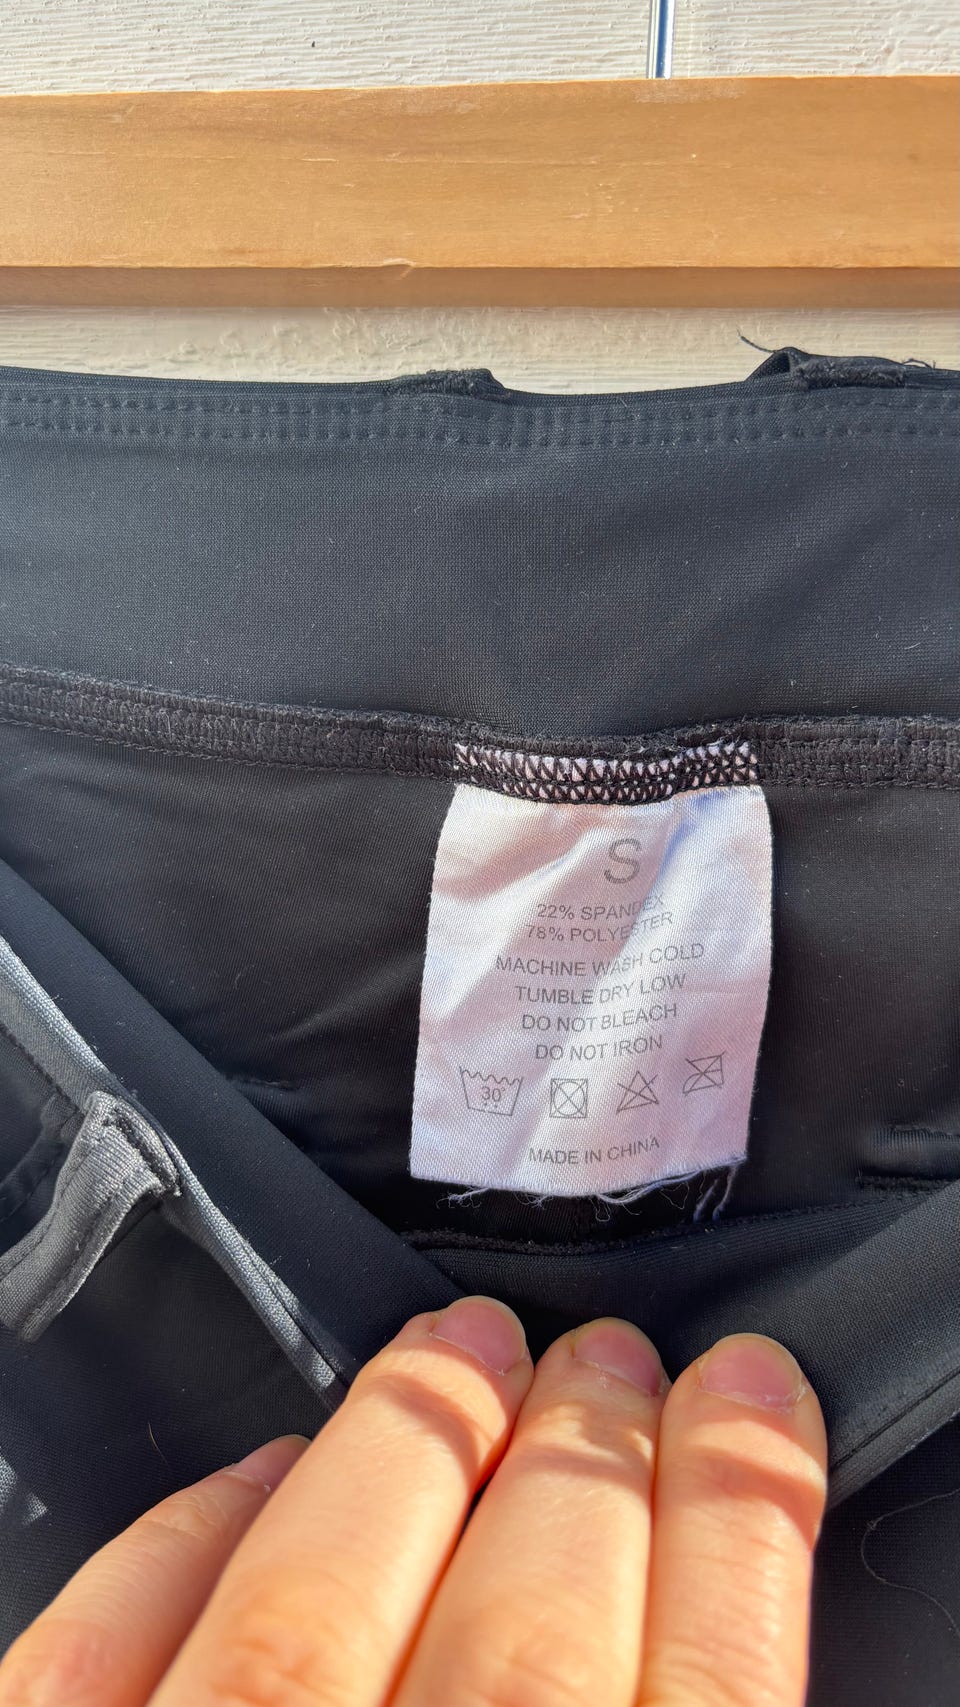 S
22% SPANDEX
78% POLYESTER
MACHINE WASH COLD
TUMBLE DRY LOW
DO NOT BLEACH
DO NOT IRON
30°
MADE IN CHINA